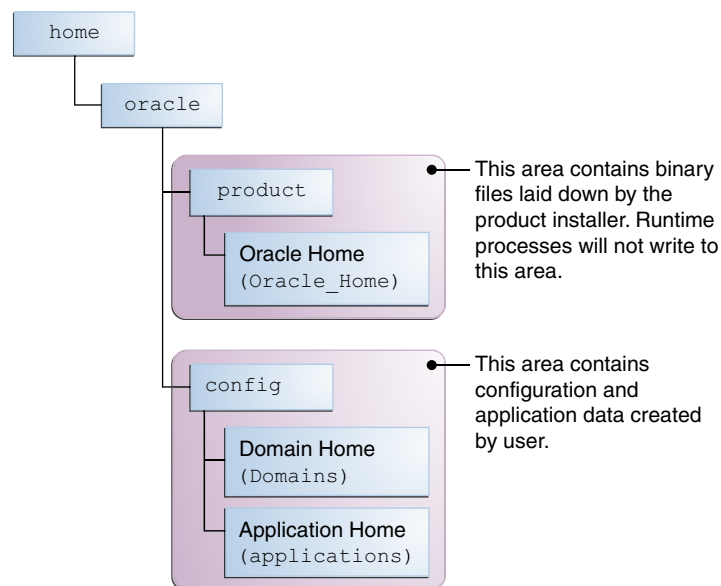 home
oracle
product
Oracle Home
(Oracle_Home)
This area contains binary
files laid down by the
product installer. Runtime
processes will not write to
this area.
config
Domain Home
(Domains)
Application Home
(applications)
This area contains
configuration and
application data created
by user.